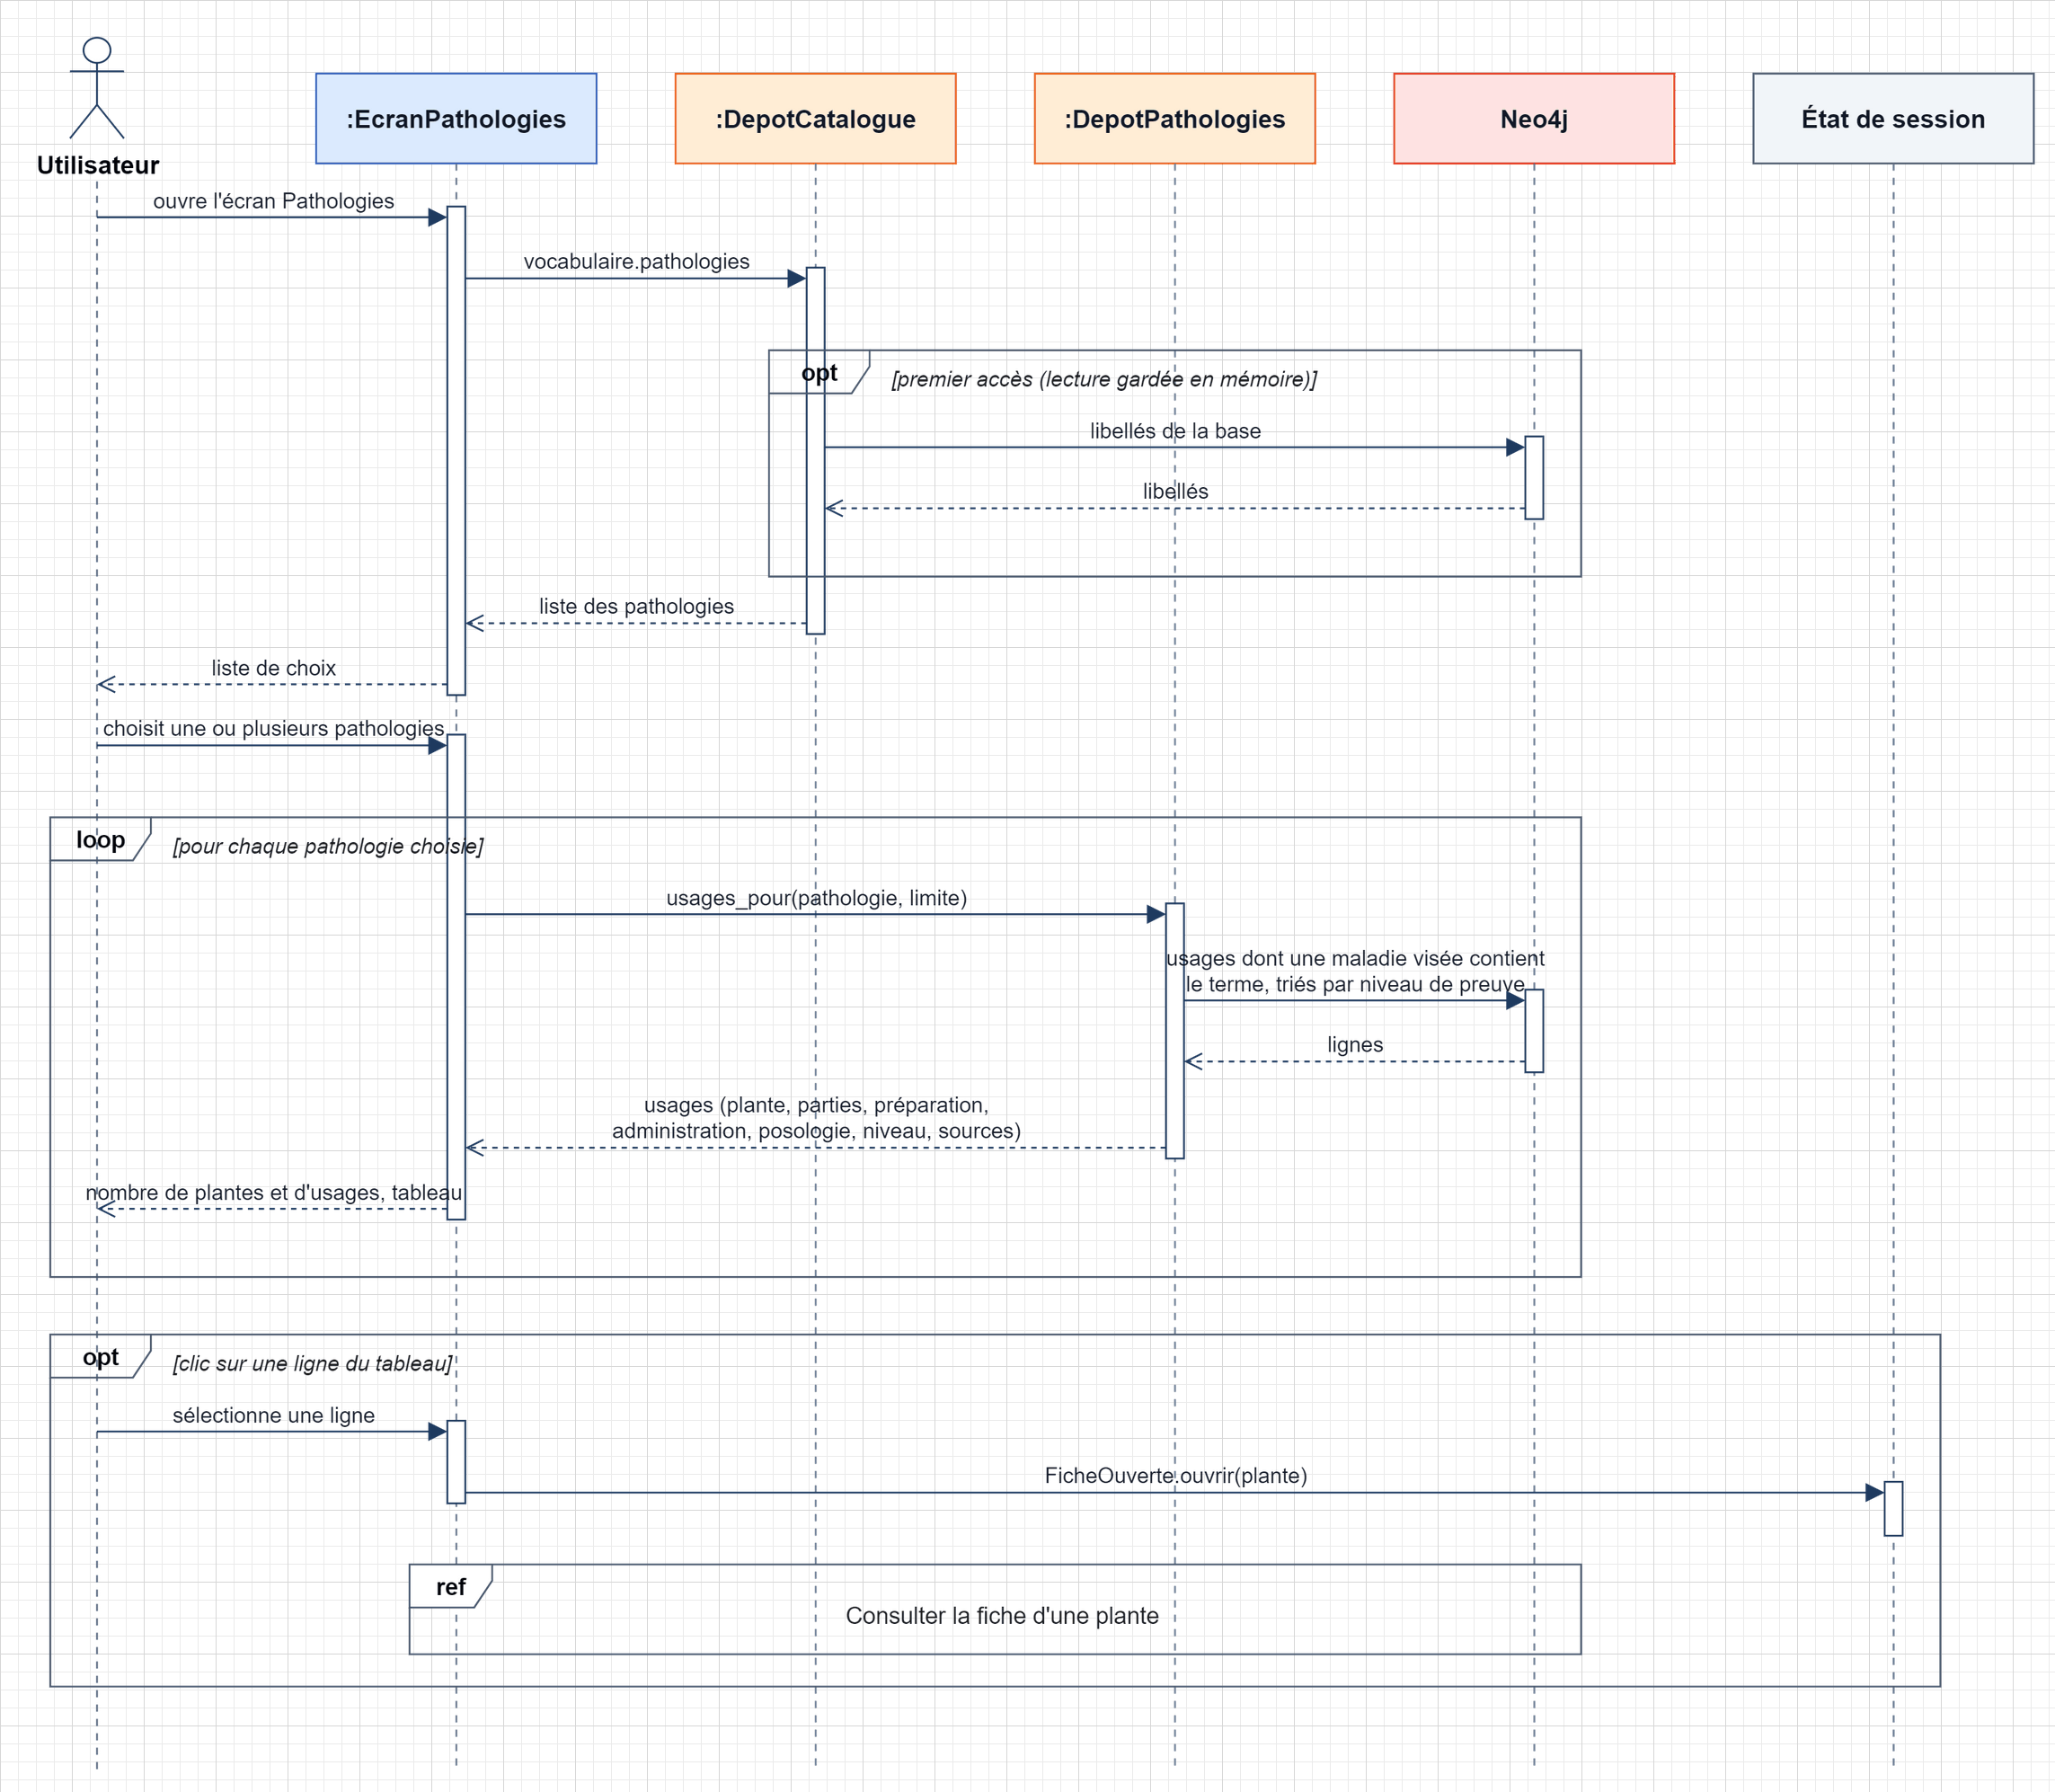 Utilisateur
:EcranPathologies
:DepotCatalogue
:DepotPathologies
Neo4j
État de session
ouvre l'écran Pathologies
vocabulaire.pathologies
opt
[premier accès (lecture gardée en mémoire)]
libellés de la base
libellés
liste des pathologies
liste de choix
choisit une ou plusieurs pathologies
loop
[pour chaque pathologie choisie]
usages_pour(pathologie, limite)
usages dont une maladie visée contient
le terme, triés par niveau de preuve
lignes
usages (plante, parties, préparation,
administration, posologie, niveau, sources)
nombre de plantes et d'usages, tableau
opt
[clic sur une ligne du tableau]
sélectionne une ligne
FicheOuverte.ouvrir(plante)
ref
Consulter la fiche d'une plante